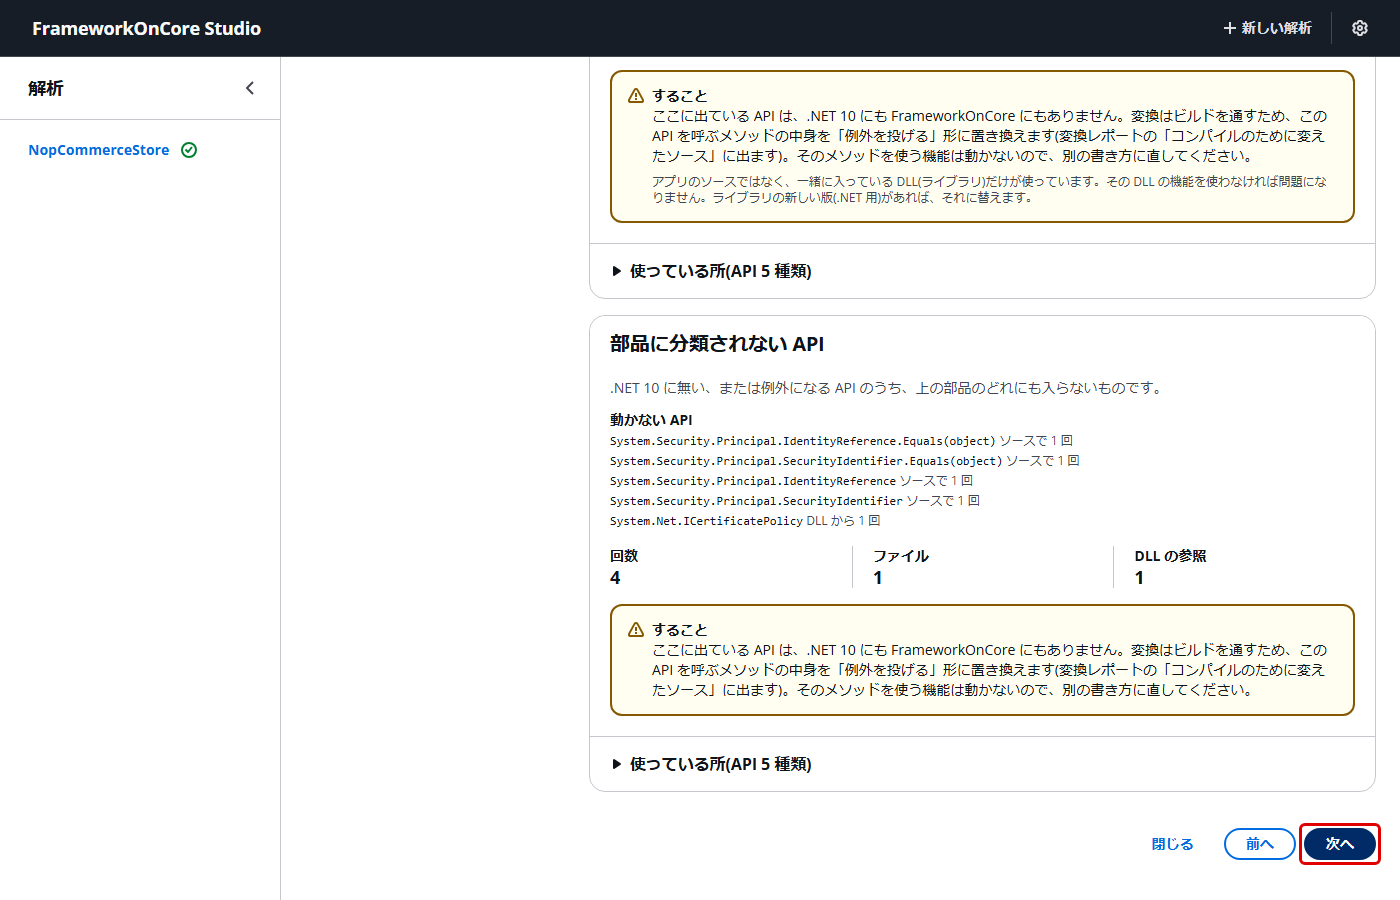 FrameworkOnCore Studio
新しい解析
解析
NopCommerceStore
すること
ここに出ている API は、.NET 10 にも FrameworkOnCore にもありません。変換はビルドを通すため、この
API を呼ぶメソッドの中身を「例外を投げる」形に置き換えます(変換レポートの「コンパイルのために変え
たソース」に出ます)。そのメソッドを使う機能は動かないので、別の書き方に直してください。
アプリのソースではなく、一緒に入っている DLL(ライブラリ)だけが使っています。その DLL の機能を使わなければ問題にな
りません。ライブラリの新しい版(.NET 用)があれば、それに替えます。
使っている所(API 5 種類)
部品に分類されない API
.NET 10 に無い、または例外になる API のうち、上の部品のどれにも入らないものです。
動かない API
System.Security.Principal.IdentityReference.Equals(object) ソースで 1 回
System.Security.Principal.SecurityIdentifier.Equals(object) ソースで 1 回
System.Security.Principal.IdentityReference ソースで 1 回
System.Security.Principal.SecurityIdentifier ソースで 1 回
System.Net.ICertificatePolicy DLL から 1 回
回数
4
ファイル
1
DLL の参照
1
すること
ここに出ている API は、.NET 10 にも FrameworkOnCore にもありません。変換はビルドを通すため、この
API を呼ぶメソッドの中身を「例外を投げる」形に置き換えます(変換レポートの「コンパイルのために変え
たソース」に出ます)。そのメソッドを使う機能は動かないので、別の書き方に直してください。
使っている所(API 5 種類)
閉じる
前へ
次へ